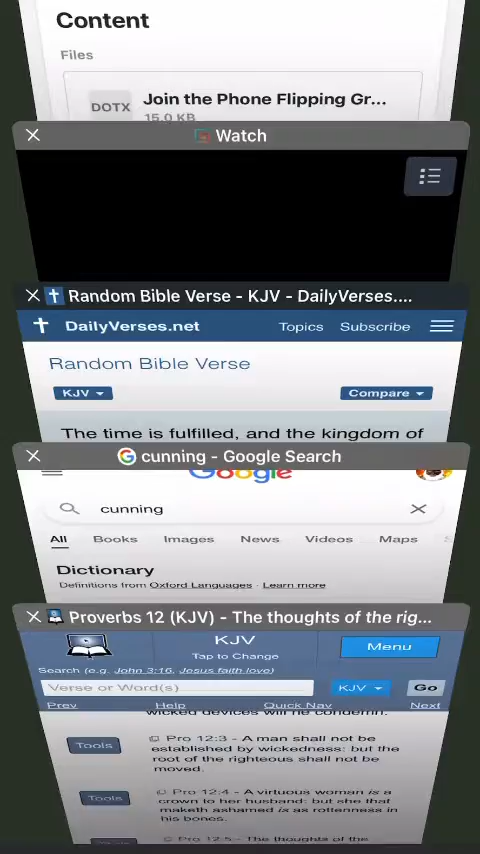 Content
Files
DOTX
Join the Phone Flipping Gr...
15.0 KB
Watch
Random Bible Verse - KJV - DailyVerses....
DailyVerses.net
Topics
Subscribe
Random Bible Verse
KJV
Compare
The time is fulfilled, and the kingdom of
cunning - Google Search
Google
cunning
All
Books
Images
News
Videos
Maps
Dictionary
Definitions from Oxford Languages · Learn more
Proverbs 12 (KJV) - The thoughts of the rig...
KJV
Tap to Change
Menu
Search (e.g. John 3:16, Jesus faith love)
Verse or Word(s)
KJV
Go
Prev
Help
Quick Nav
Next
wicked devices will he condemn.
Tools
Pro 12:3 - A man shall not be
established by wickedness: but the
root of the righteous shall not be
moved.
Tools
Pro 12:4 - A virtuous woman is a
crown to her husband: but she that
maketh ashamed is as rottenness in
his bones.
Pro 12:5 - The thoughts of the